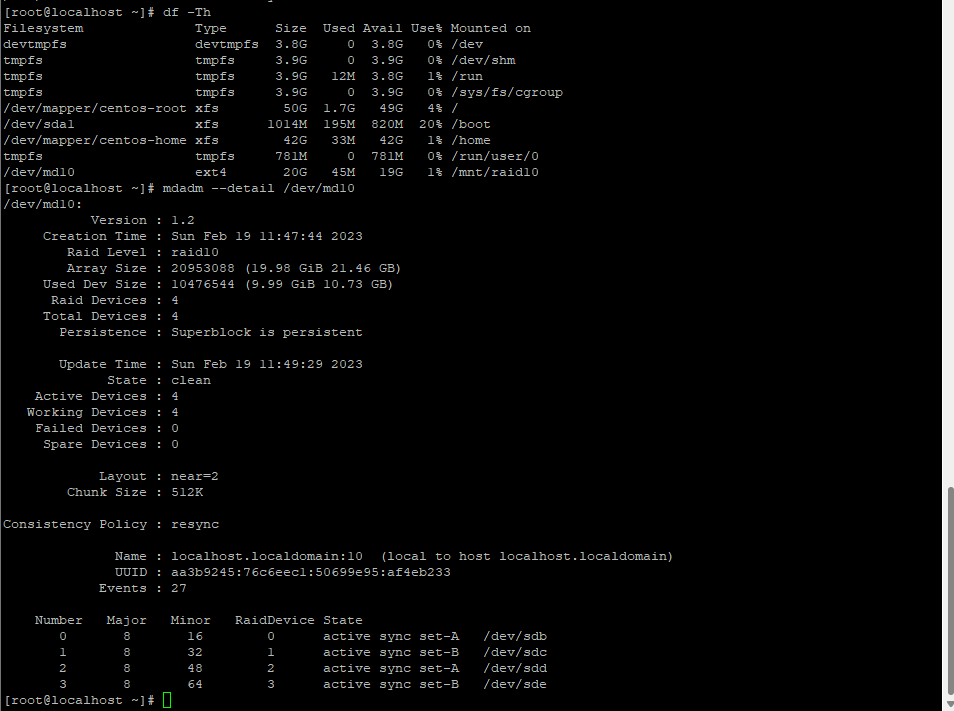 [root@localhost ~]# df -Th
Filesystem              Type      Size  Used Avail Use% Mounted on
devtmpfs                devtmpfs  3.8G     0  3.8G   0% /dev
tmpfs                   tmpfs     3.9G     0  3.9G   0% /dev/shm
tmpfs                   tmpfs     3.9G   12M  3.8G   1% /run
tmpfs                   tmpfs     3.9G     0  3.9G   0% /sys/fs/cgroup
/dev/mapper/centos-root xfs        50G  1.7G   49G   4% /
/dev/sda1               xfs      1014M  195M  820M  20% /boot
/dev/mapper/centos-home xfs        42G   33M   42G   1% /home
tmpfs                   tmpfs     781M     0  781M   0% /run/user/0
/dev/md10               ext4       20G   45M   19G   1% /mnt/raid10
[root@localhost ~]# mdadm --detail /dev/md10
/dev/md10:
           Version : 1.2
     Creation Time : Sun Feb 19 11:47:44 2023
        Raid Level : raid10
        Array Size : 20953088 (19.98 GiB 21.46 GB)
     Used Dev Size : 10476544 (9.99 GiB 10.73 GB)
      Raid Devices : 4
     Total Devices : 4
       Persistence : Superblock is persistent

       Update Time : Sun Feb 19 11:49:29 2023
             State : clean
    Active Devices : 4
   Working Devices : 4
    Failed Devices : 0
     Spare Devices : 0

            Layout : near=2
        Chunk Size : 512K

Consistency Policy : resync

              Name : localhost.localdomain:10  (local to host localhost.localdomain)
              UUID : aa3b9245:76c6eec1:50699e95:af4eb233
            Events : 27

    Number   Major   Minor   RaidDevice State
       0       8       16        0      active sync set-A   /dev/sdb
       1       8       32        1      active sync set-B   /dev/sdc
       2       8       48        2      active sync set-A   /dev/sdd
       3       8       64        3      active sync set-B   /dev/sde
[root@localhost ~]#